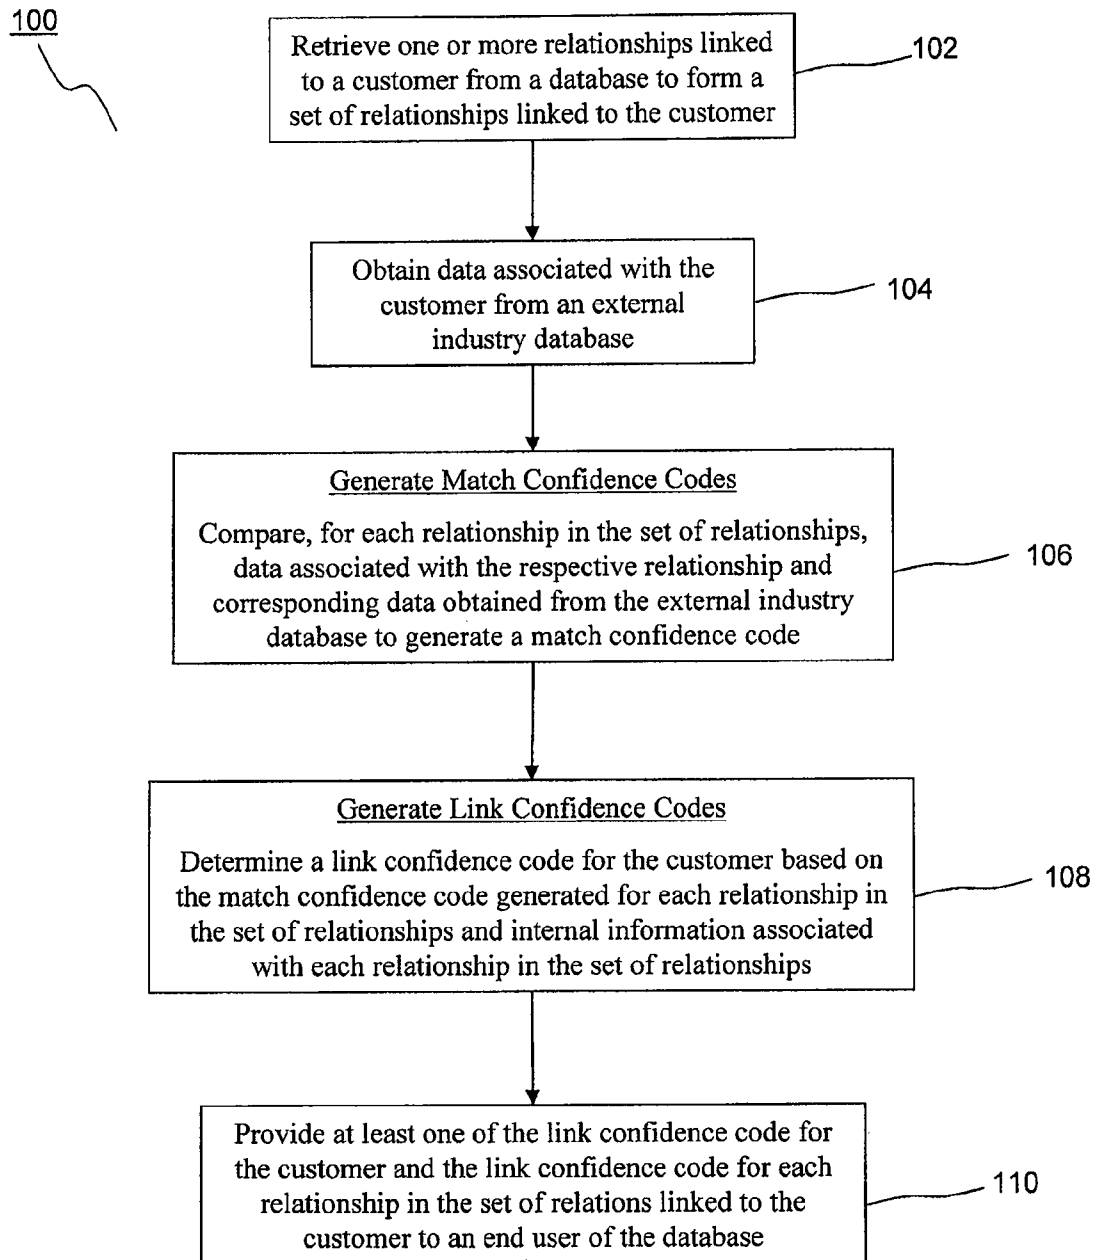 100
Retrieve one or more relationships linked
to a customer from a database to form a
set of relationships linked to the customer
102
Obtain data associated with the
customer from an external
industry database
104
Generate Match Confidence Codes
Compare, for each relationship in the set of relationships,
data associated with the respective relationship and
corresponding data obtained from the external industry
database to generate a match confidence code
106
Generate Link Confidence Codes
Determine a link confidence code for the customer based on
the match confidence code generated for each relationship in
the set of relationships and internal information associated
with each relationship in the set of relationships
108
Provide at least one of the link confidence code for
the customer and the link confidence code for each
relationship in the set of relations linked to the
customer to an end user of the database
110